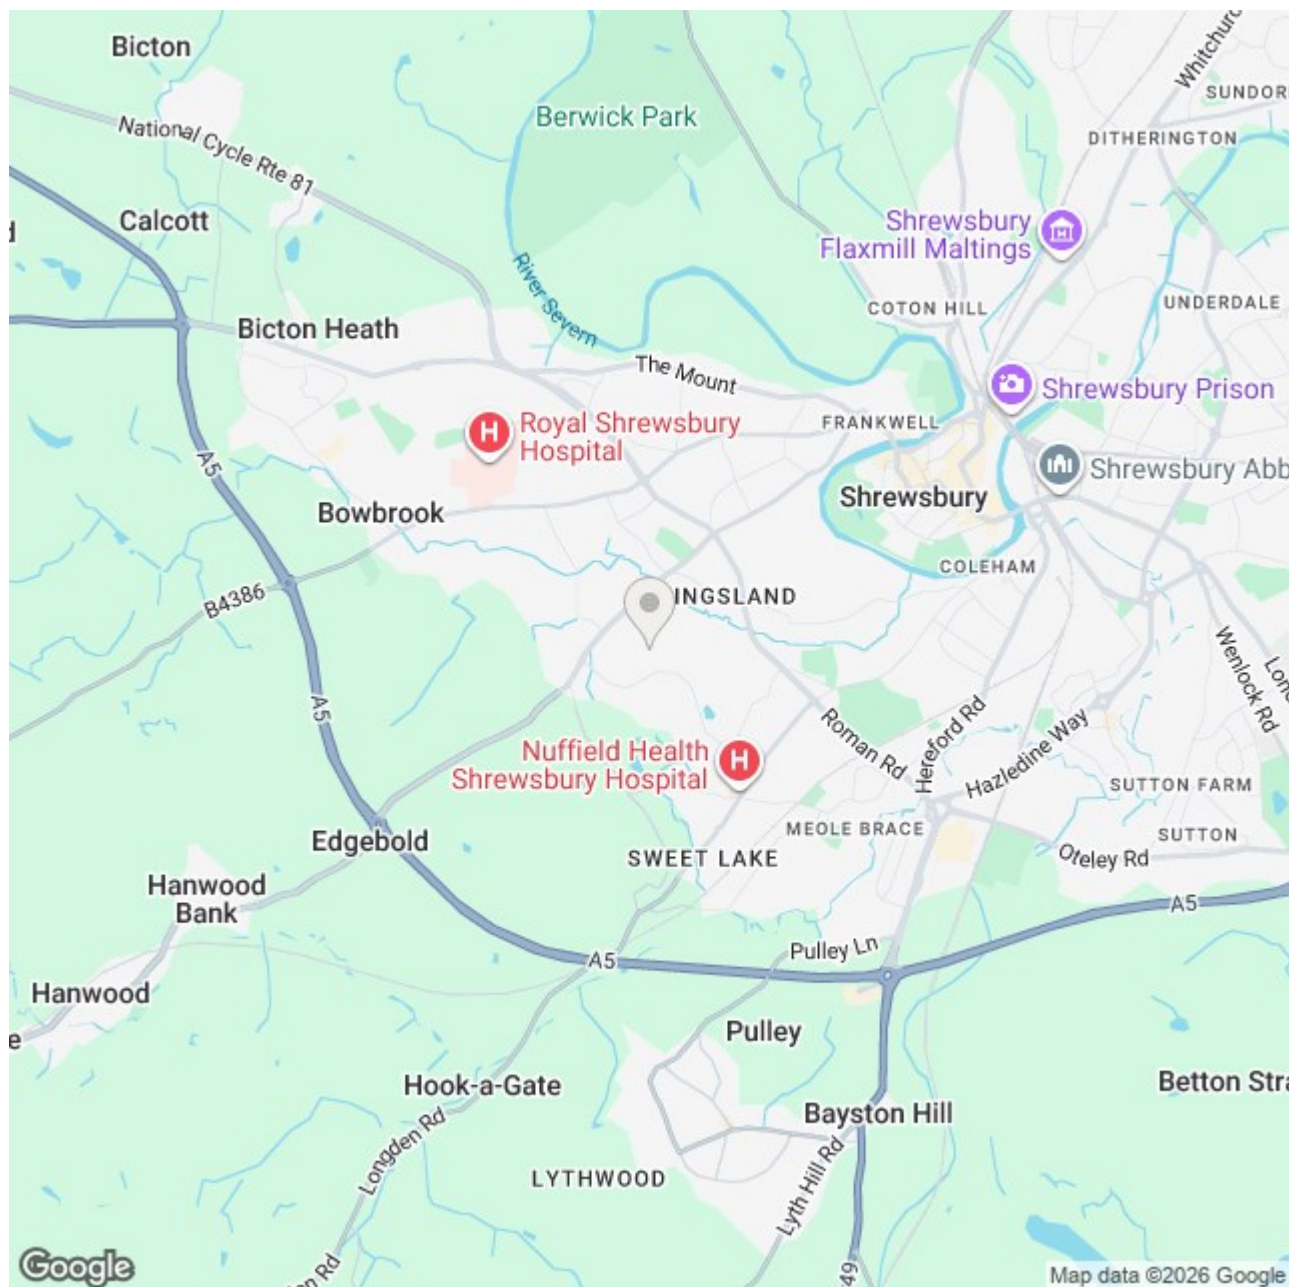 Bicton
Whitchurc
SUNDOR
Berwick Park
DITHERINGTON
National Cycle Rte 81
Calcott
d
Shrewsbury
Flaxmill Maltings
River Severn
COTON HILL
UNDERDALE
Bicton Heath
The Mount
Shrewsbury Prison
FRANKWELL
H
Royal Shrewsbury
Hospital
A5
Shrewsbury Abb
Shrewsbury
Bowbrook
COLEHAM
B4386
INGSLAND
A5
Wenlock Rd
Lon
Roman Rd
Hereford Rd
Hazledine Way
Nuffield Health
Shrewsbury Hospital
H
SUTTON FARM
MEOLE BRACE
SUTTON
Edgebold
SWEET LAKE
Oteley Rd
Hanwood
Bank
A5
Pulley Ln
A5
Hanwood
Pulley
e
Hook-a-Gate
Betton Stra
Bayston Hill
Longden Rd
LYTHWOOD
Lyth Hill Rd
Google
en Rd
49
Map data ©2026 Google